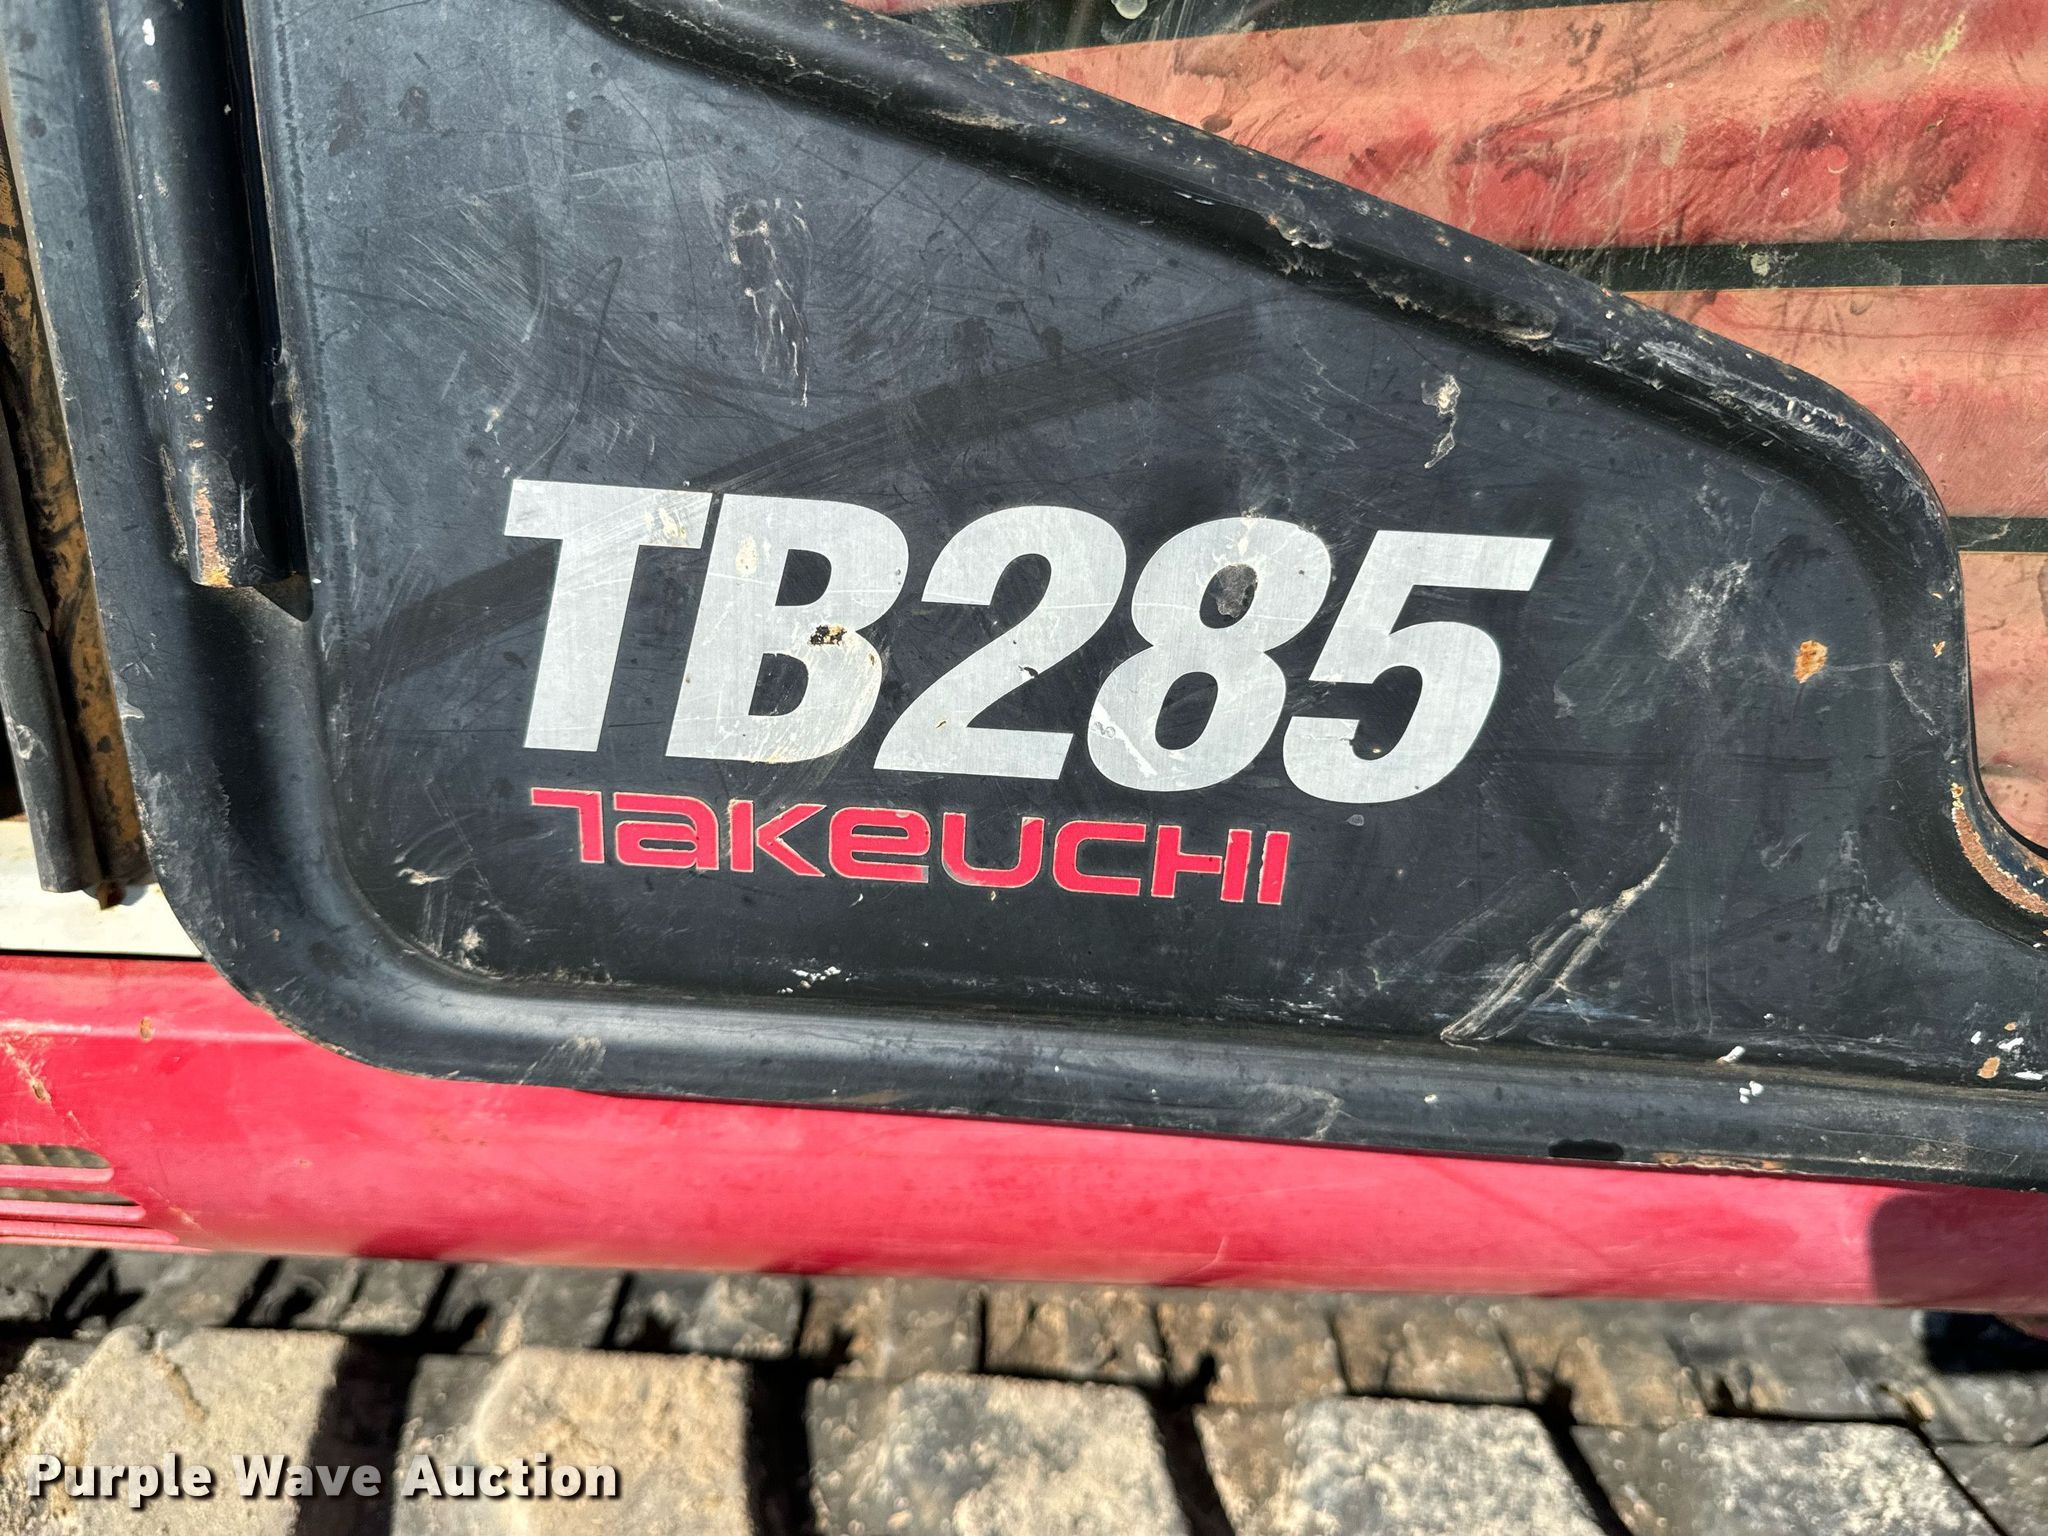 TB285
TAKEUCHI
Purple Wave Auction